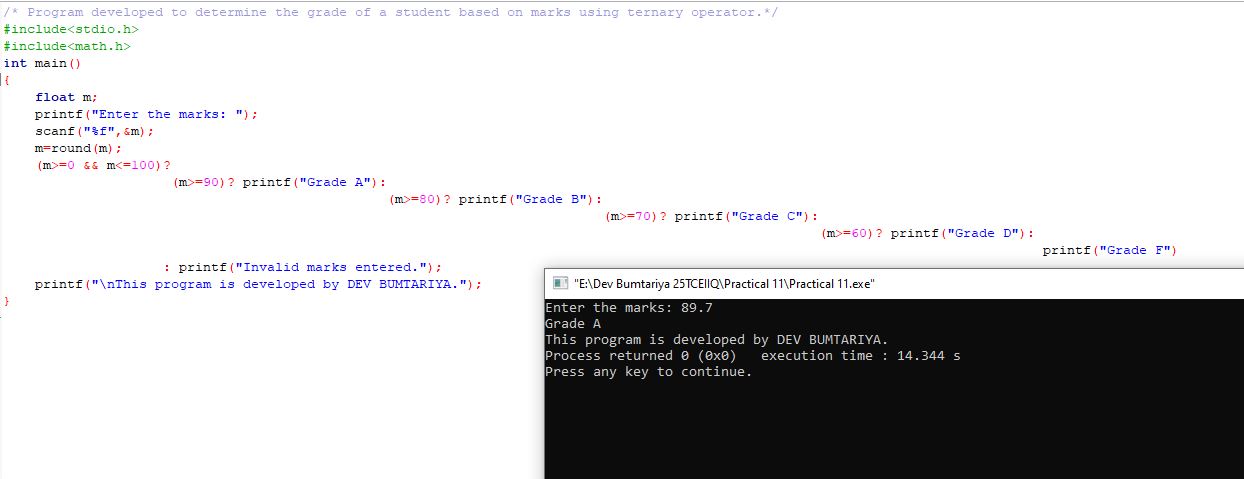 /* Program developed to determine the grade of a student based on marks using ternary operator.*/
#include<stdio.h>
#include<math.h>
int main()
{
float m;
printf("Enter the marks: ");
scanf("%f",&m);
m=round(m);
(m>=0 && m<=100)?
(m>=90)? printf("Grade A"):
(m>=80)? printf("Grade B"):
(m>=70)? printf("Grade C"):
(m>=60)? printf("Grade D"):
printf("Grade F")
: printf("Invalid marks entered.");
printf("\nThis program is developed by DEV BUMTARIYA.");
}
"E:\Dev Bumtariya 25TCEIIQ\Practical 11\Practical 11.exe"
Enter the marks: 89.7
Grade A
This program is developed by DEV BUMTARIYA.
Process returned 0 (0x0)   execution time : 14.344 s
Press any key to continue.